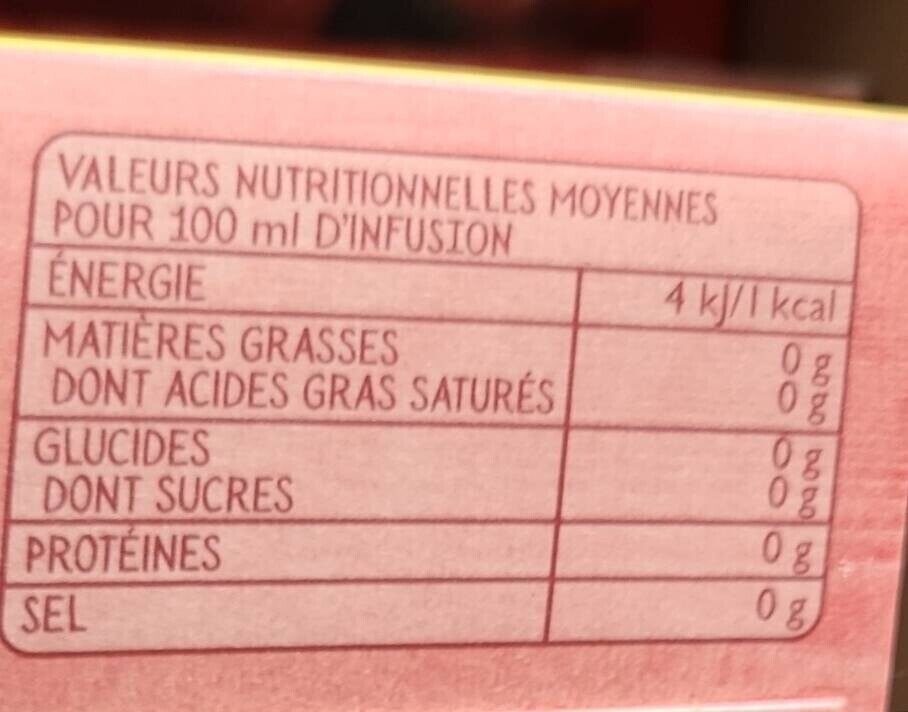 VALEURS NUTRITIONNELLES MOYENNES
POUR 100 ml D'INFUSION
ÉNERGIE 4 kJ/1 kcal
MATIÈRES GRASSES 0 g
DONT ACIDES GRAS SATURÉS 0 g
GLUCIDES 0 g
DONT SUCRES 0 g
PROTÉINES 0 g
SEL 0 g